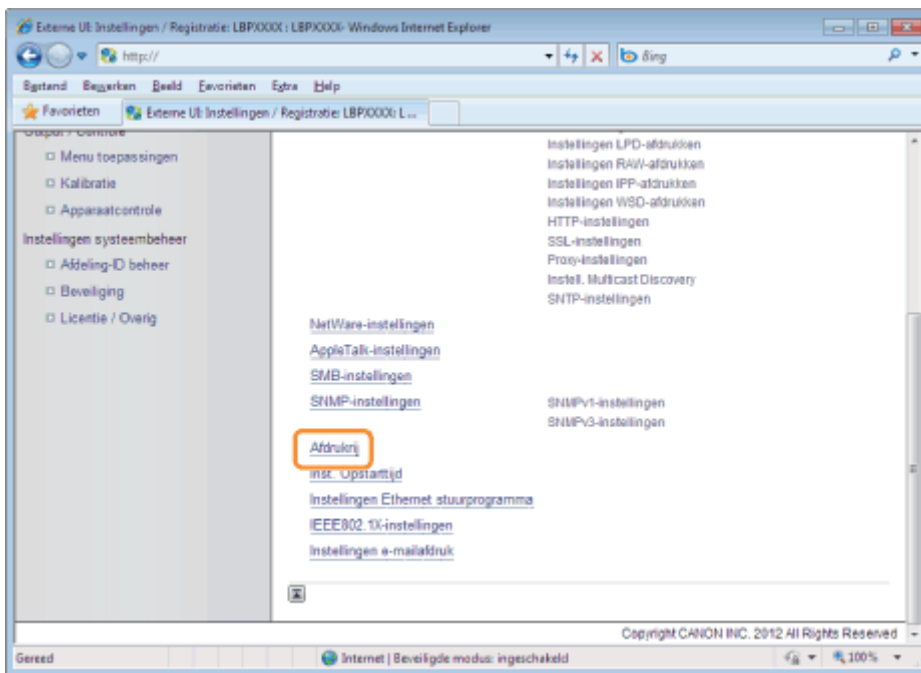 Externe UI: Instellingen / Registratie: LBPXXXX : LBPXXXX- Windows Internet Explorer
http://
Bing
Bestand Bewerken Beeld Favorieten Extra Help
Favorieten
Externe UI: Instellingen / Registratie: LBPXXXX: L...
Output / Controle
Menu toepassingen
Kalibratie
Apparaatcontrole
Instellingen systeembeheer
Afdeling-ID beheer
Beveiliging
Licentie / Overig
Instellingen LPD-afdrukken
Instellingen RAW-afdrukken
Instellingen IPP-afdrukken
Instellingen WSD-afdrukken
HTTP-instellingen
SSL-instellingen
Proxy-instellingen
Instell. Multicast Discovery
SNTP-instellingen
NetWare-instellingen
AppleTalk-instellingen
SMB-instellingen
SNMP-instellingen
SNMPv1-instellingen
SNMPv3-instellingen
Afdrukrij
Inst. Opstarttijd
Instellingen Ethernet stuurprogramma
IEEE802.1X-instellingen
Instellingen e-mailafdruk
Copyright CANON INC. 2012 All Rights Reserved
Gereed
Internet | Beveiligde modus: ingeschakeld
100%